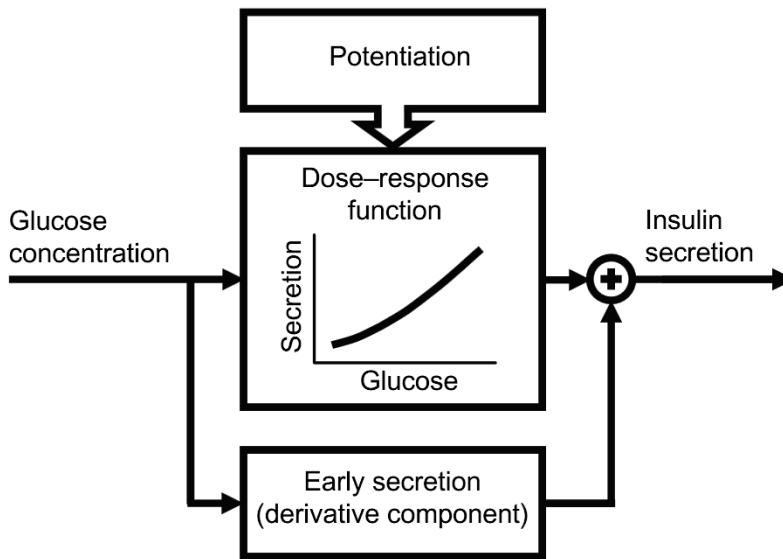 Potentiation
Dose–response
function
Glucose
concentration
Insulin
secretion
Secretion
Glucose
Early secretion
(derivative component)